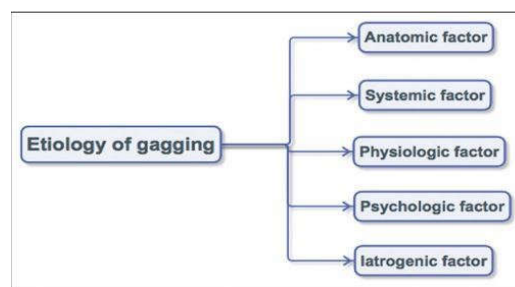 Anatomic factor
Systemic factor
Etiology of gagging
Physiologic factor
Psychologic factor
Iatrogenic factor